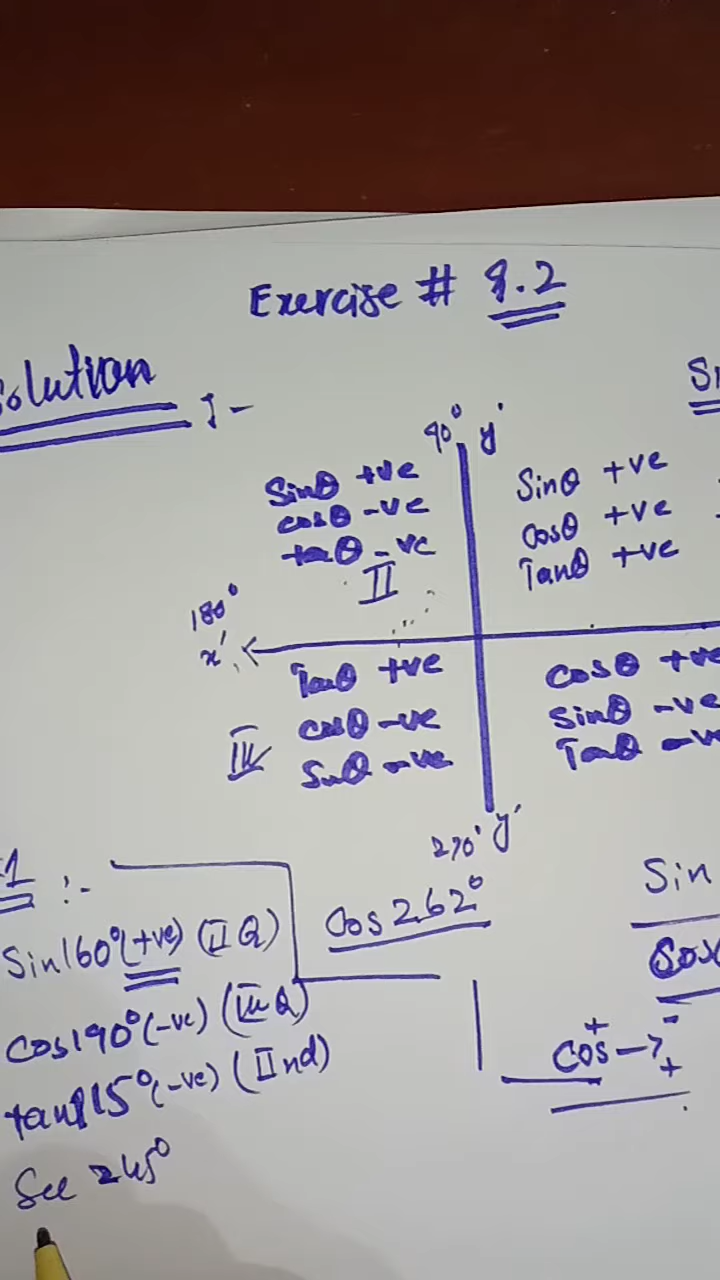 Exercise # 9.2
Solution :-
90° y
Sinθ +ve
cosθ -ve
tanθ -ve
II
Sinθ +ve
Cosθ +ve
Tanθ +ve
180°
x'
Tanθ +ve
cosθ -ve
Sinθ -ve
III
Cosθ +ve
Sinθ -ve
Tanθ -ve
270° y'
1 :-
Sin160° (+ve) (II Q)
Cos190° (-ve) (III Q)
tan115° (-ve) (IInd)
Sec 245°
Cos 262°
Sin
Cos
+ -
Cos →
+